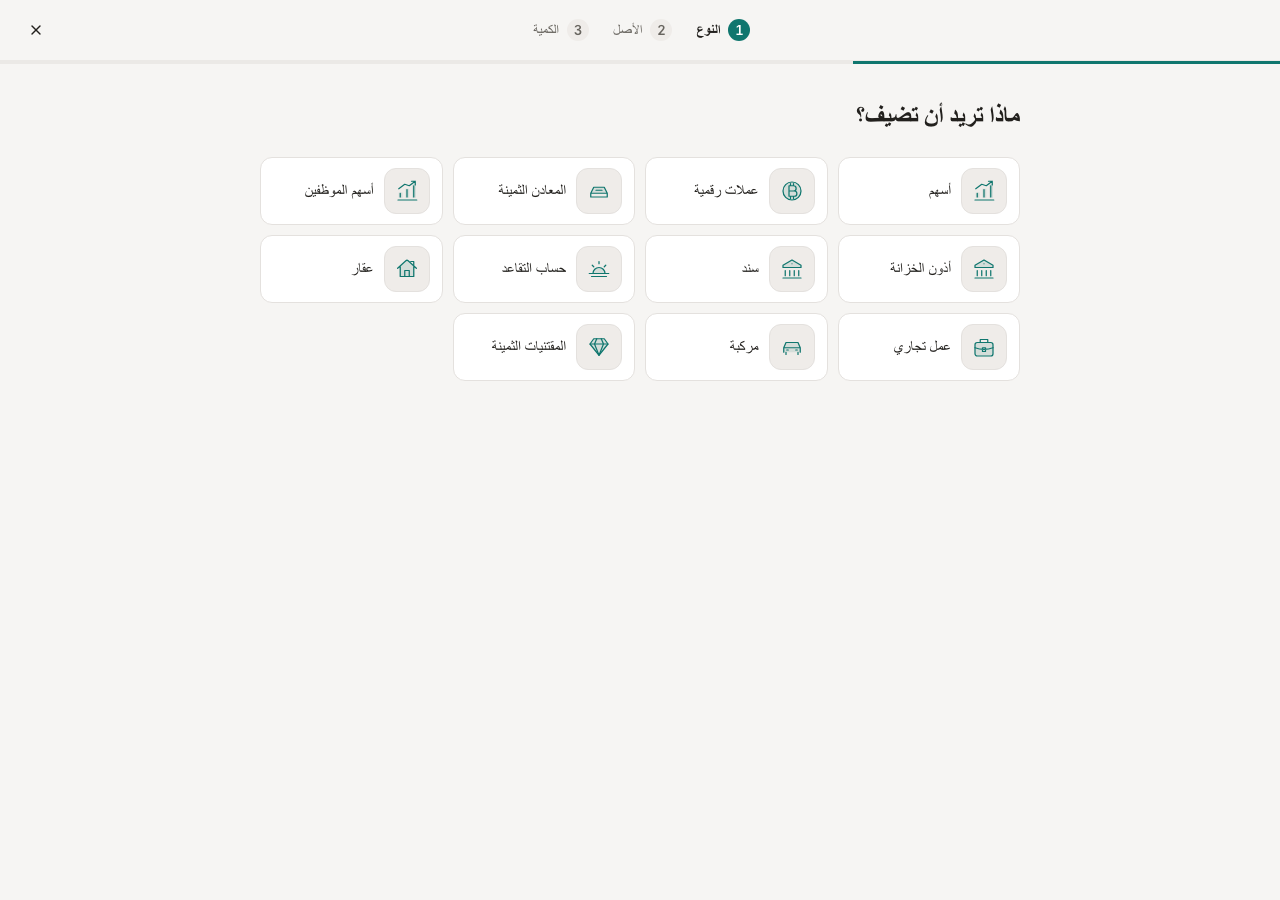 1 النوع
2 الأصل
3 الكمية
ماذا تريد أن تضيف؟
أسهم
عملات رقمية
المعادن الثمينة
أسهم الموظفين
أذون الخزانة
سند
حساب التقاعد
عقار
عمل تجاري
مركبة
المقتنيات الثمينة